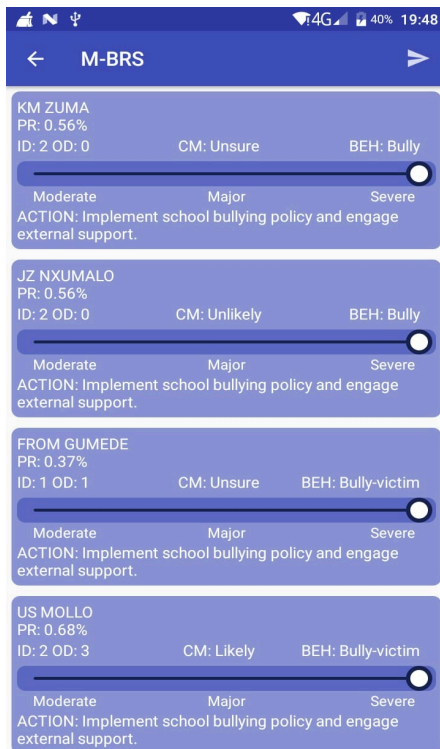 4G 40% 19:48
M-BRS
KM ZUMA
PR: 0.56%
ID: 2 OD: 0 CM: Unsure BEH: Bully
Moderate Major Severe
ACTION: Implement school bullying policy and engage
external support.
JZ NXUMALO
PR: 0.56%
ID: 2 OD: 0 CM: Unlikely BEH: Bully
Moderate Major Severe
ACTION: Implement school bullying policy and engage
external support.
FROM GUMEDE
PR: 0.37%
ID: 1 OD: 1 CM: Unsure BEH: Bully-victim
Moderate Major Severe
ACTION: Implement school bullying policy and engage
external support.
US MOLLO
PR: 0.68%
ID: 2 OD: 3 CM: Likely BEH: Bully-victim
Moderate Major Severe
ACTION: Implement school bullying policy and engage
external support.